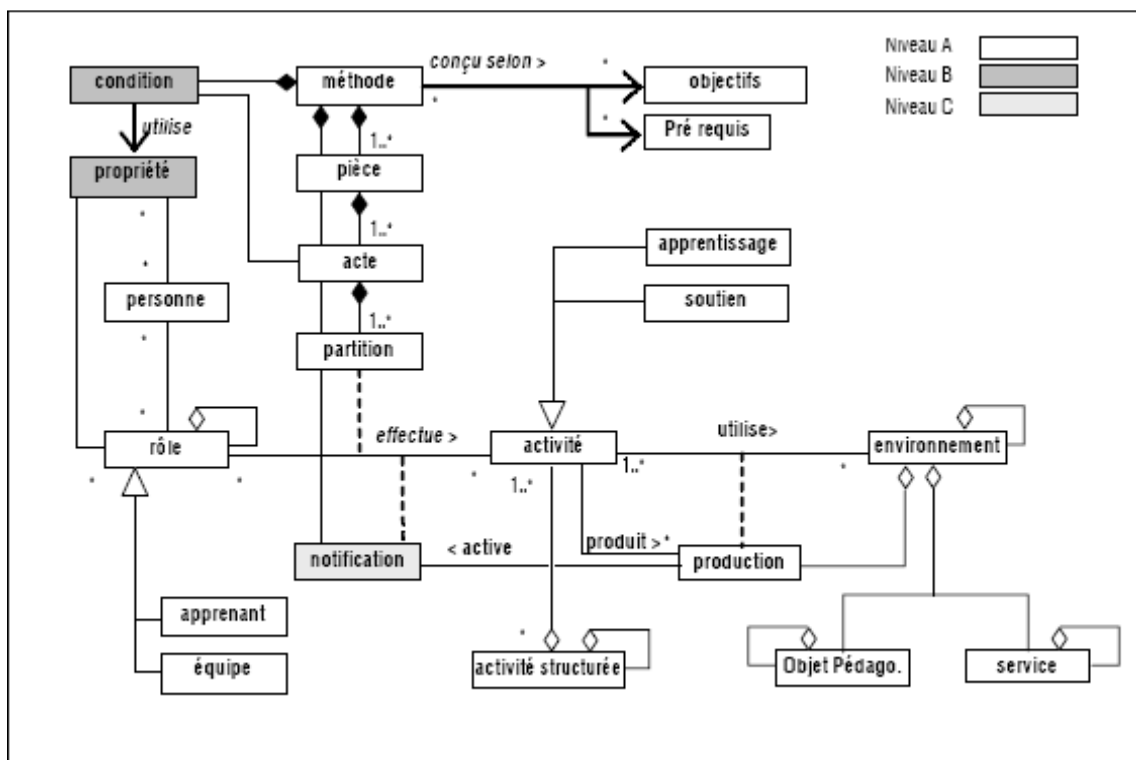 Niveau A
Niveau B
Niveau C
condition
méthode
conçu selon >
*
*
objectifs
utilise
*
Pré requis
1..*
propriété
pièce
*
1..*
apprentissage
*
acte
personne
soutien
*
1..*
partition
*
rôle
effectue >
activité
utilise>
environnement
*
*
*
1..*
1..*
*
notification
< active
produit >*
production
apprenant
*
équipe
activité structurée
Objet Pédago.
service